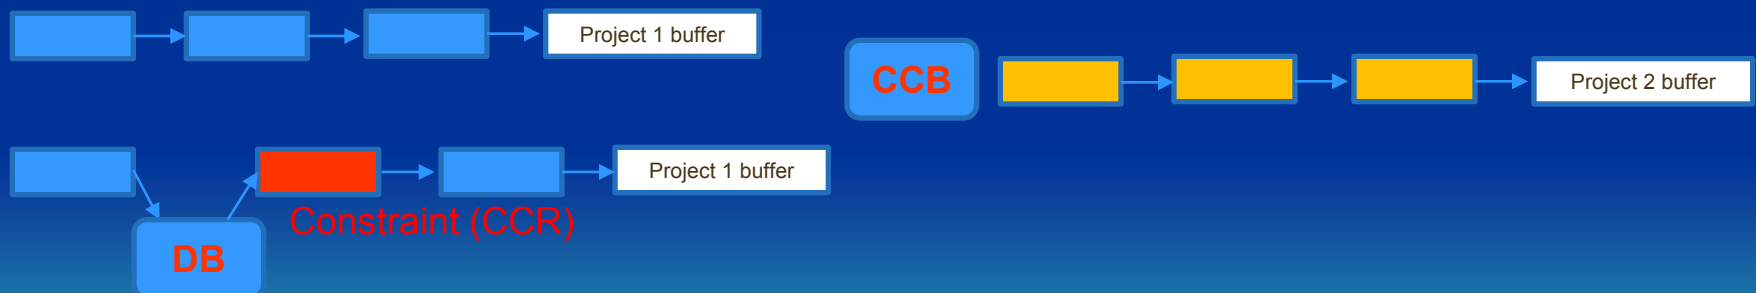 Project 1 buffer
CCB
Project 2 buffer
Project 1 buffer
Constraint (CCR)
DB